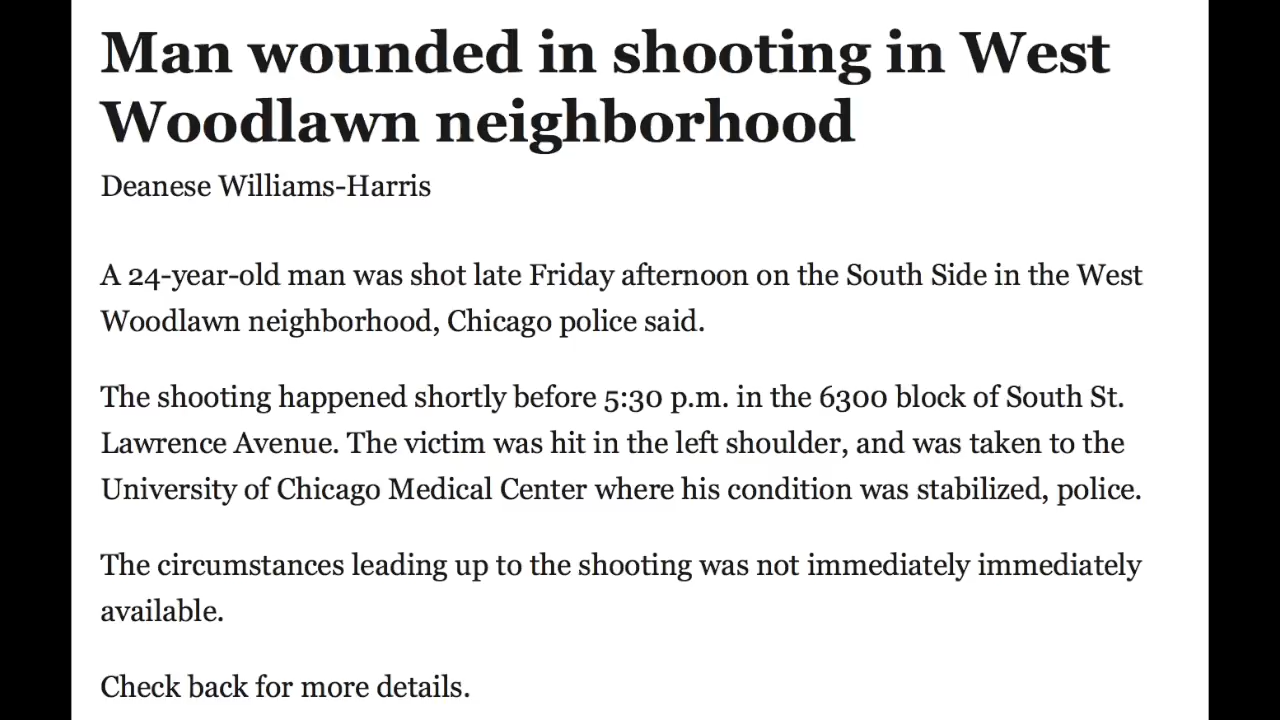 Man wounded in shooting in West
Woodlawn neighborhood
Deanese Williams-Harris
A 24-year-old man was shot late Friday afternoon on the South Side in the West
Woodlawn neighborhood, Chicago police said.
The shooting happened shortly before 5:30 p.m. in the 6300 block of South St.
Lawrence Avenue. The victim was hit in the left shoulder, and was taken to the
University of Chicago Medical Center where his condition was stabilized, police.
The circumstances leading up to the shooting was not immediately immediately
available.
Check back for more details.